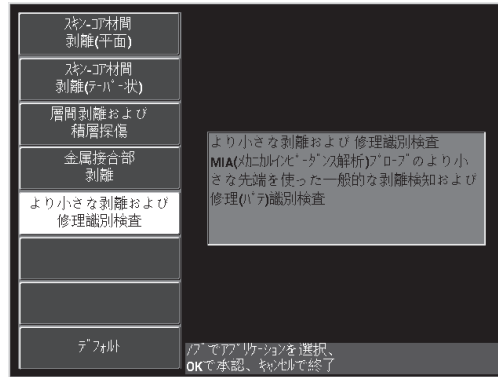 ｽｷﾝ-ｺｱ材間
剥離(平面)
ｽｷﾝ-ｺｱ材間
剥離(ﾃｰﾊﾟｰ状)
層間剥離および
積層探傷
金属接合部
剥離
より小さな剥離および
修理識別検査
デﾌｫﾙﾄ
より小さな剥離および 修理識別検査
MIA(ﾒｶﾆｶﾙｲﾝﾋﾟｰﾀﾞﾝｽ解析)ﾌﾟﾛｰﾌﾞのより小
さな先端を使った一般的な剥離検知および
修理(ﾊﾟﾃ)識別検査
ﾉﾌﾞでｱﾌﾟﾘｹｰｼｮﾝを選択、
OKで承認、ｷｬﾝｾﾙで終了